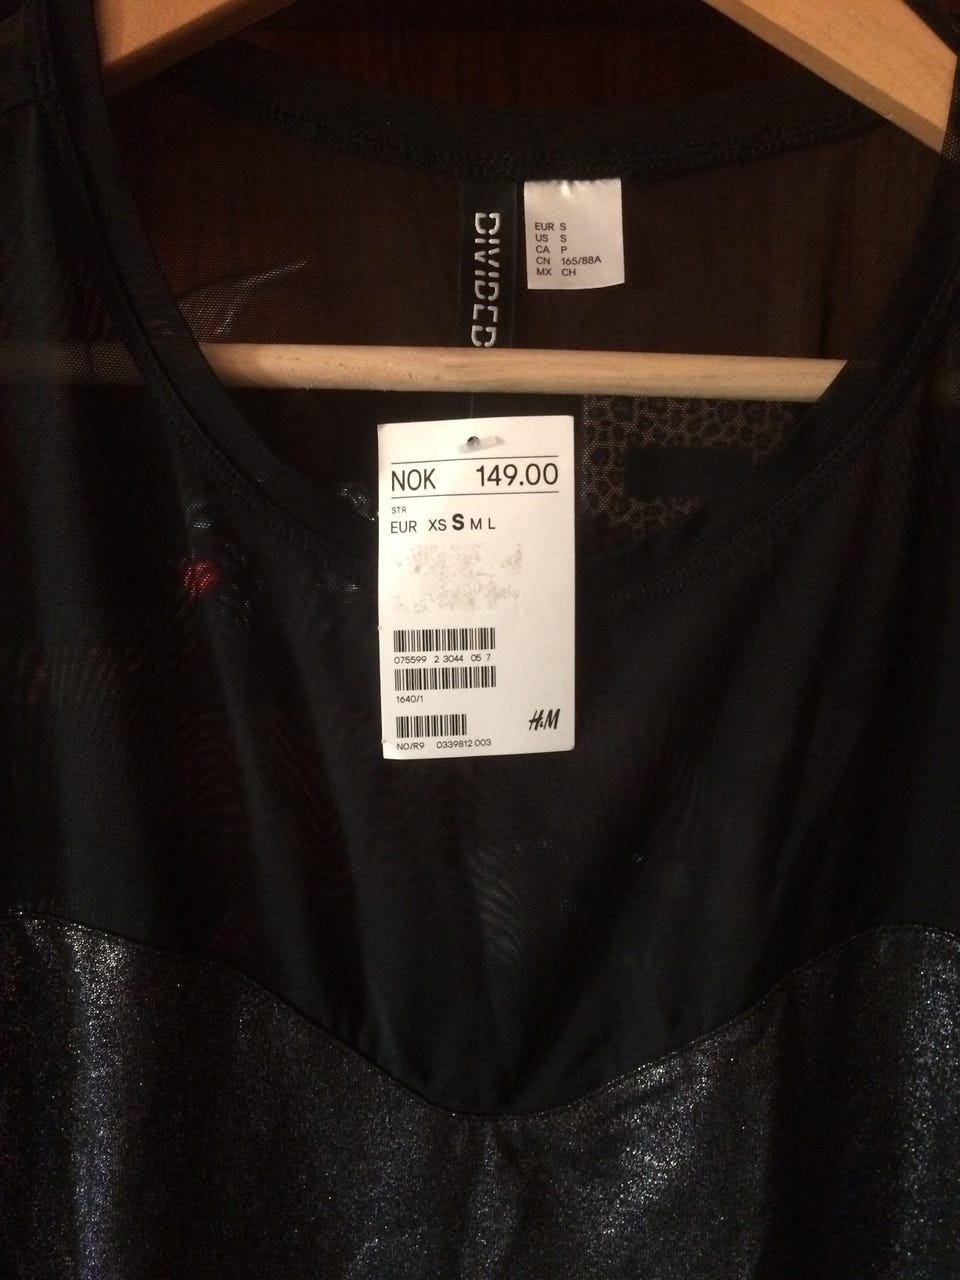 DIVIDED
EUR S
US S
CA P
CN 165/88A
MX CH
NOK 149.00
STR
EUR XS S M L
075599 2 3044 05 7
1640/1
H&M
NO/R9 0339812 003